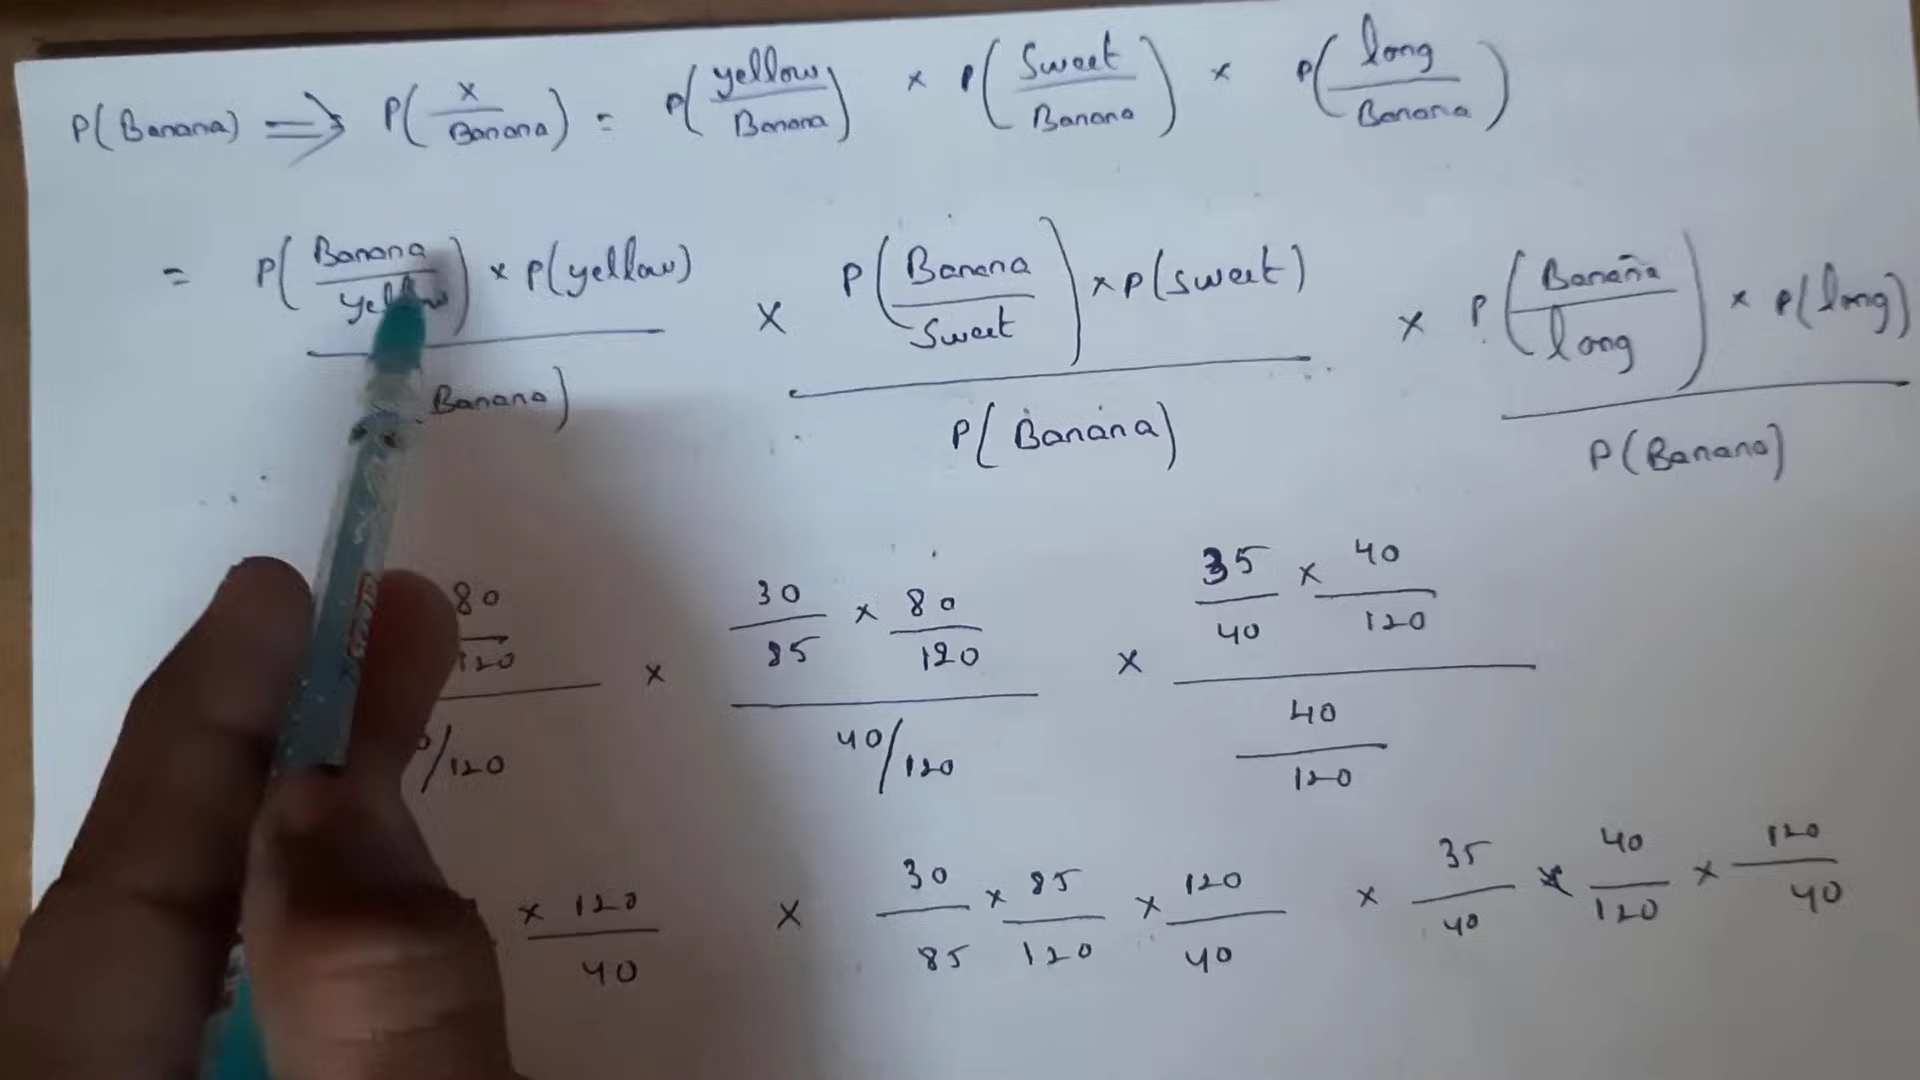 P(Banana) ⇒ P(x/Banana) = P(yellow/Banana) × P(Sweet/Banana) × P(long/Banana)
= P(Banana/yellow) × P(yellow) / Banana) × P(Banana/Sweet) × P(sweet) / P(Banana) × P(Banana/long) × P(long) / P(Banana)
80/120 / /120 × 30/85 × 80/120 / 40/120 × 35/40 × 40/120 / 40/120
× 120/40 × 30/85 × 85/120 × 120/40 × 35/40 × 40/120 × 120/40